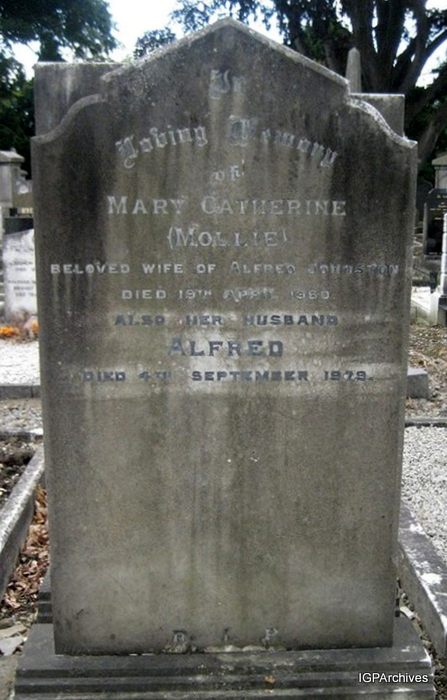 In
Loving Memory
of
MARY CATHERINE
(MOLLIE)
BELOVED WIFE OF ALFRED JOHNSTON
DIED 19TH APRIL 1960.
ALSO HER HUSBAND
ALFRED
DIED 4TH SEPTEMBER 1979.
R. I. P.
IGPArchives